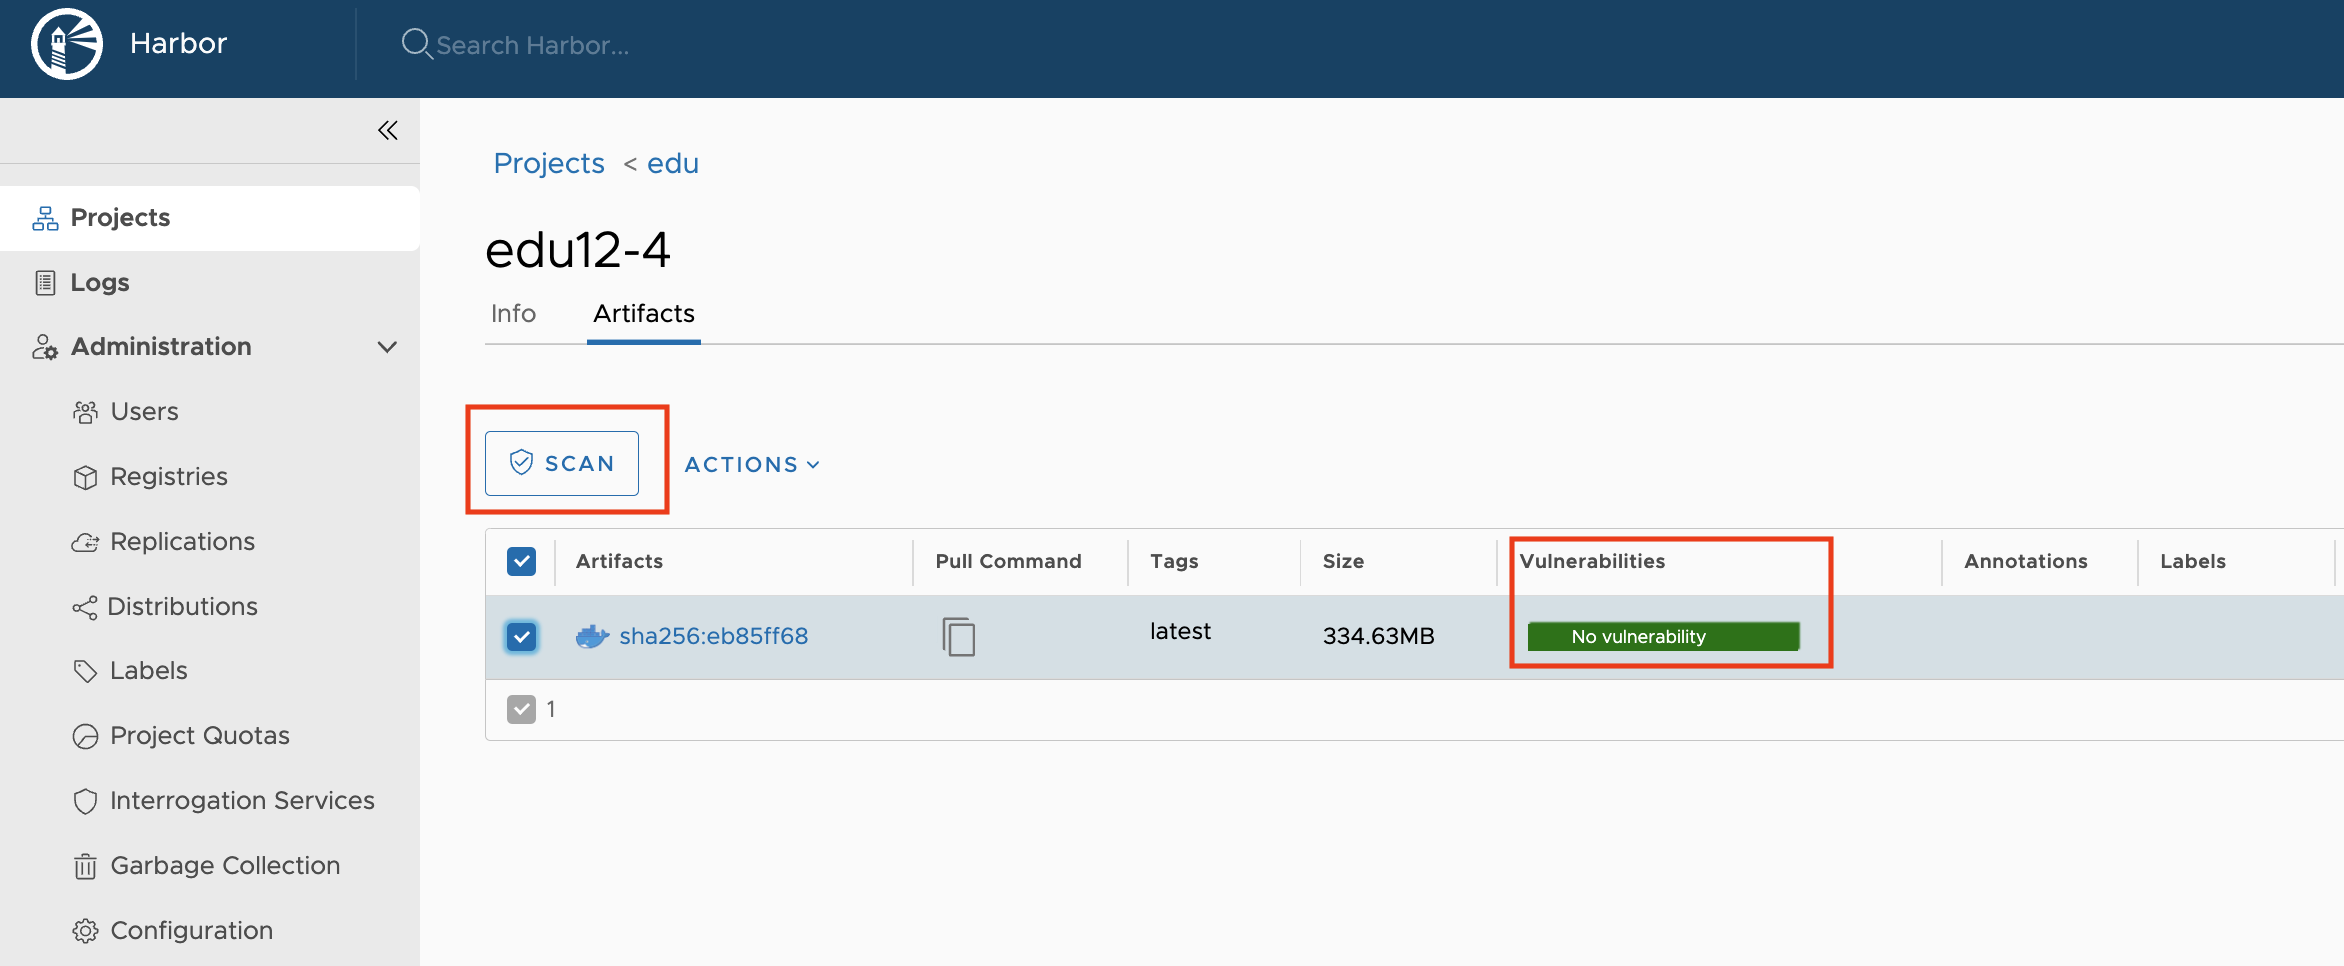 Harbor
Search Harbor...
Projects
Logs
Administration
Users
Registries
Replications
Distributions
Labels
Project Quotas
Interrogation Services
Garbage Collection
Configuration
Projects < edu
edu12-4
Info Artifacts
SCAN ACTIONS
Artifacts Pull Command Tags Size Vulnerabilities Annotations Labels
sha256:eb85ff68 latest 334.63MB No vulnerability
1